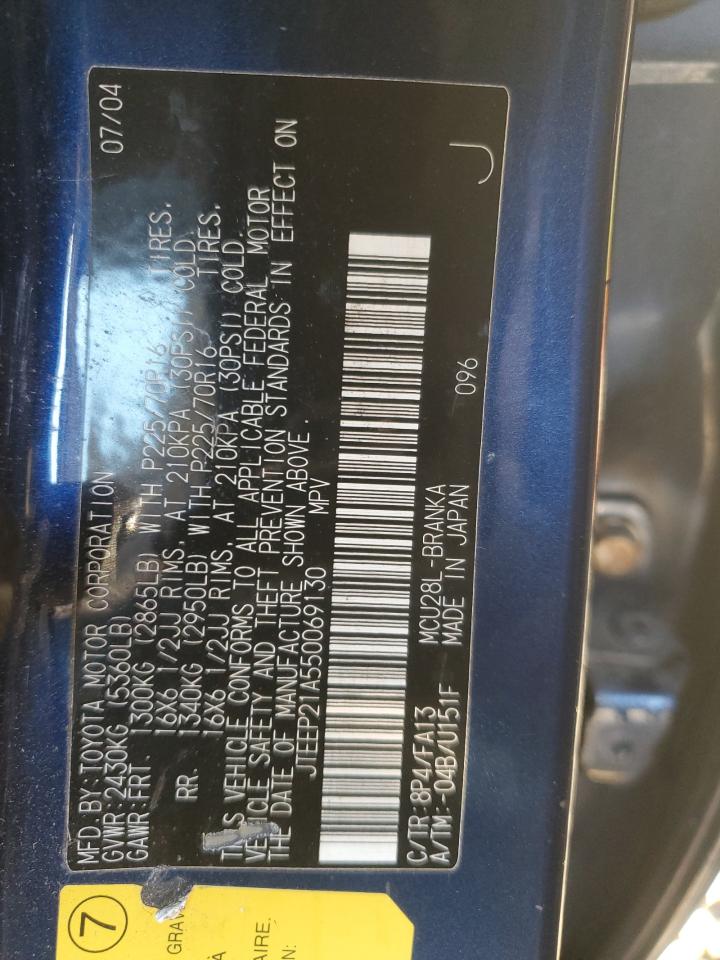 MFD.BY:TOYOTA MOTOR CORPORATION 07/04
GVWR:2430KG (5360LB)
GAWR:FRT. 1300KG (2865LB) WITH P225/70R16 TIRES,
16X6 1/2JJ RIMS, AT 210KPA (30PSI) COLD.
RR. 1340KG (2950LB) WITH P225/70R16 TIRES,
16X6 1/2JJ RIMS, AT 210KPA (30PSI) COLD.
THIS VEHICLE CONFORMS TO ALL APPLICABLE FEDERAL MOTOR
VEHICLE SAFETY AND THEFT PREVENTION STANDARDS IN EFFECT ON
THE DATE OF MANUFACTURE SHOWN ABOVE.
JTEEP21A550069130 MPV
C/TR:8P4/FA13 MCU28L-BRANKA 096
A/TM:-04B/U151F MADE IN JAPAN J
7
GRAV
AIRE
N: